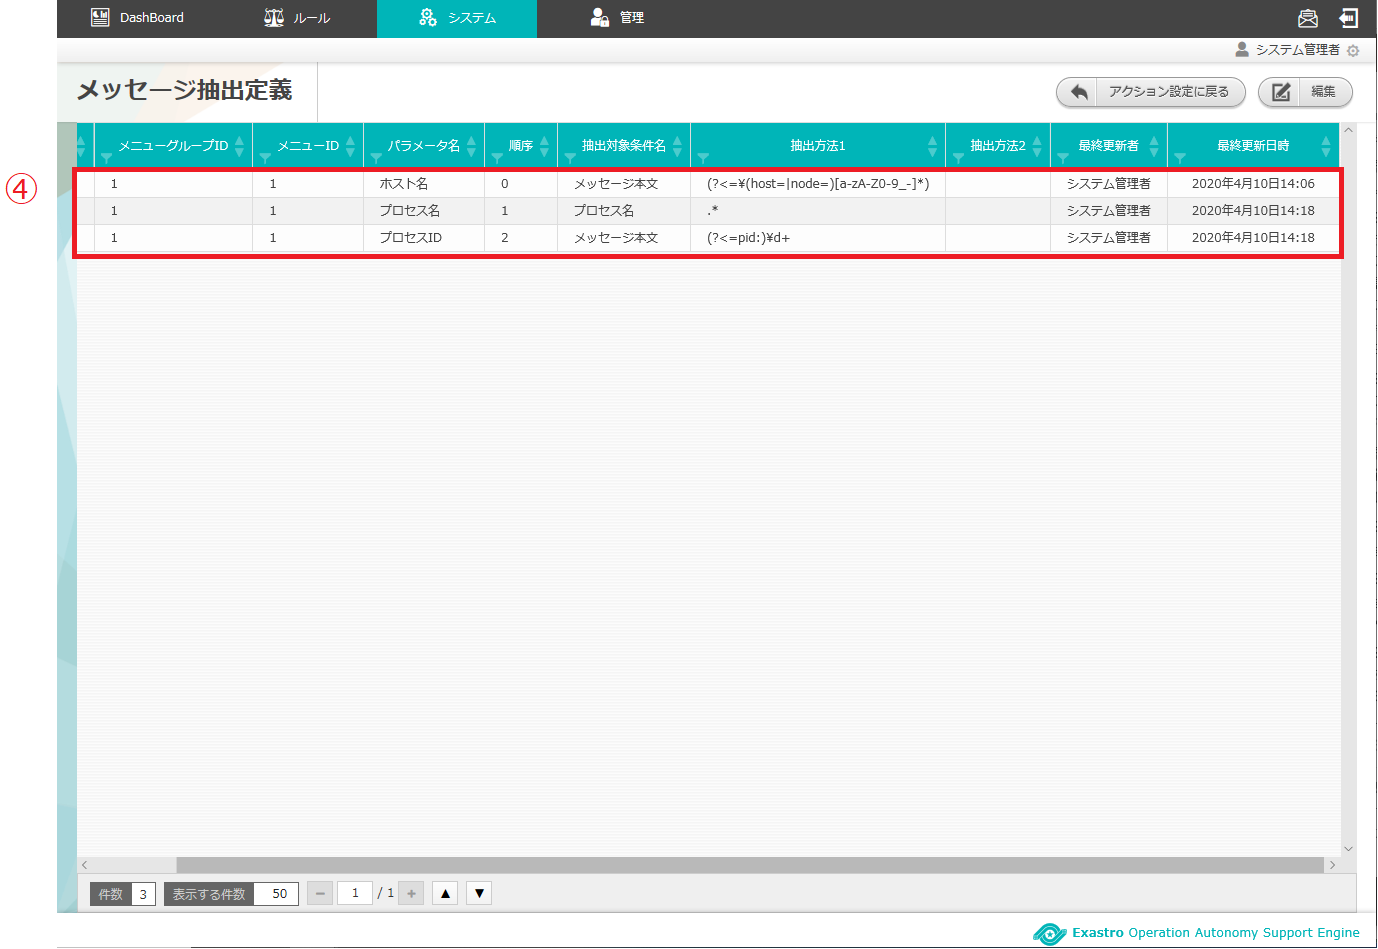 DashBoard ルール システム 管理
システム管理者
メッセージ抽出定義 アクション設定に戻る 編集
メニューグループID メニューID パラメータ名 順序 抽出対象条件名 抽出方法1 抽出方法2 最終更新者 最終更新日時
④
1 1 ホスト名 0 メッセージ本文 (?<=¥(host=|node=)[a-zA-Z0-9_-]*) システム管理者 2020年4月10日14:06
1 1 プロセス名 1 プロセス名 .* システム管理者 2020年4月10日14:18
1 1 プロセスID 2 メッセージ本文 (?<=pid:)¥d+ システム管理者 2020年4月10日14:18
件数 3 表示する件数 50 − 1 / 1 + ▲ ▼
Exastro Operation Autonomy Support Engine